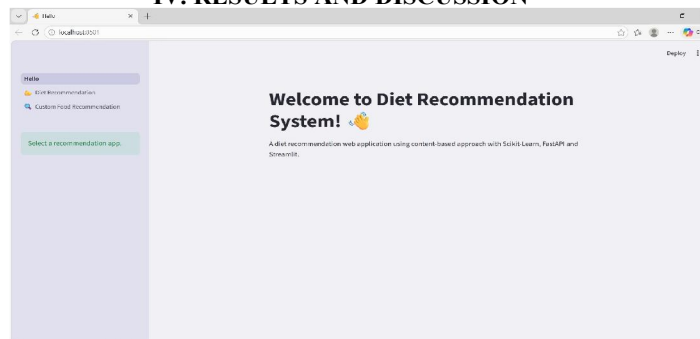 IV. RESULTS AND DISCUSSION
Hello
localhost:8501
Deploy
Hello
Diet Recommendation
Custom Food Recommendation
Select a recommendation app.
Welcome to Diet Recommendation
System! 👋
A diet recommendation web application using content-based approach with Scikit-Learn, FastAPI and
Streamlit.